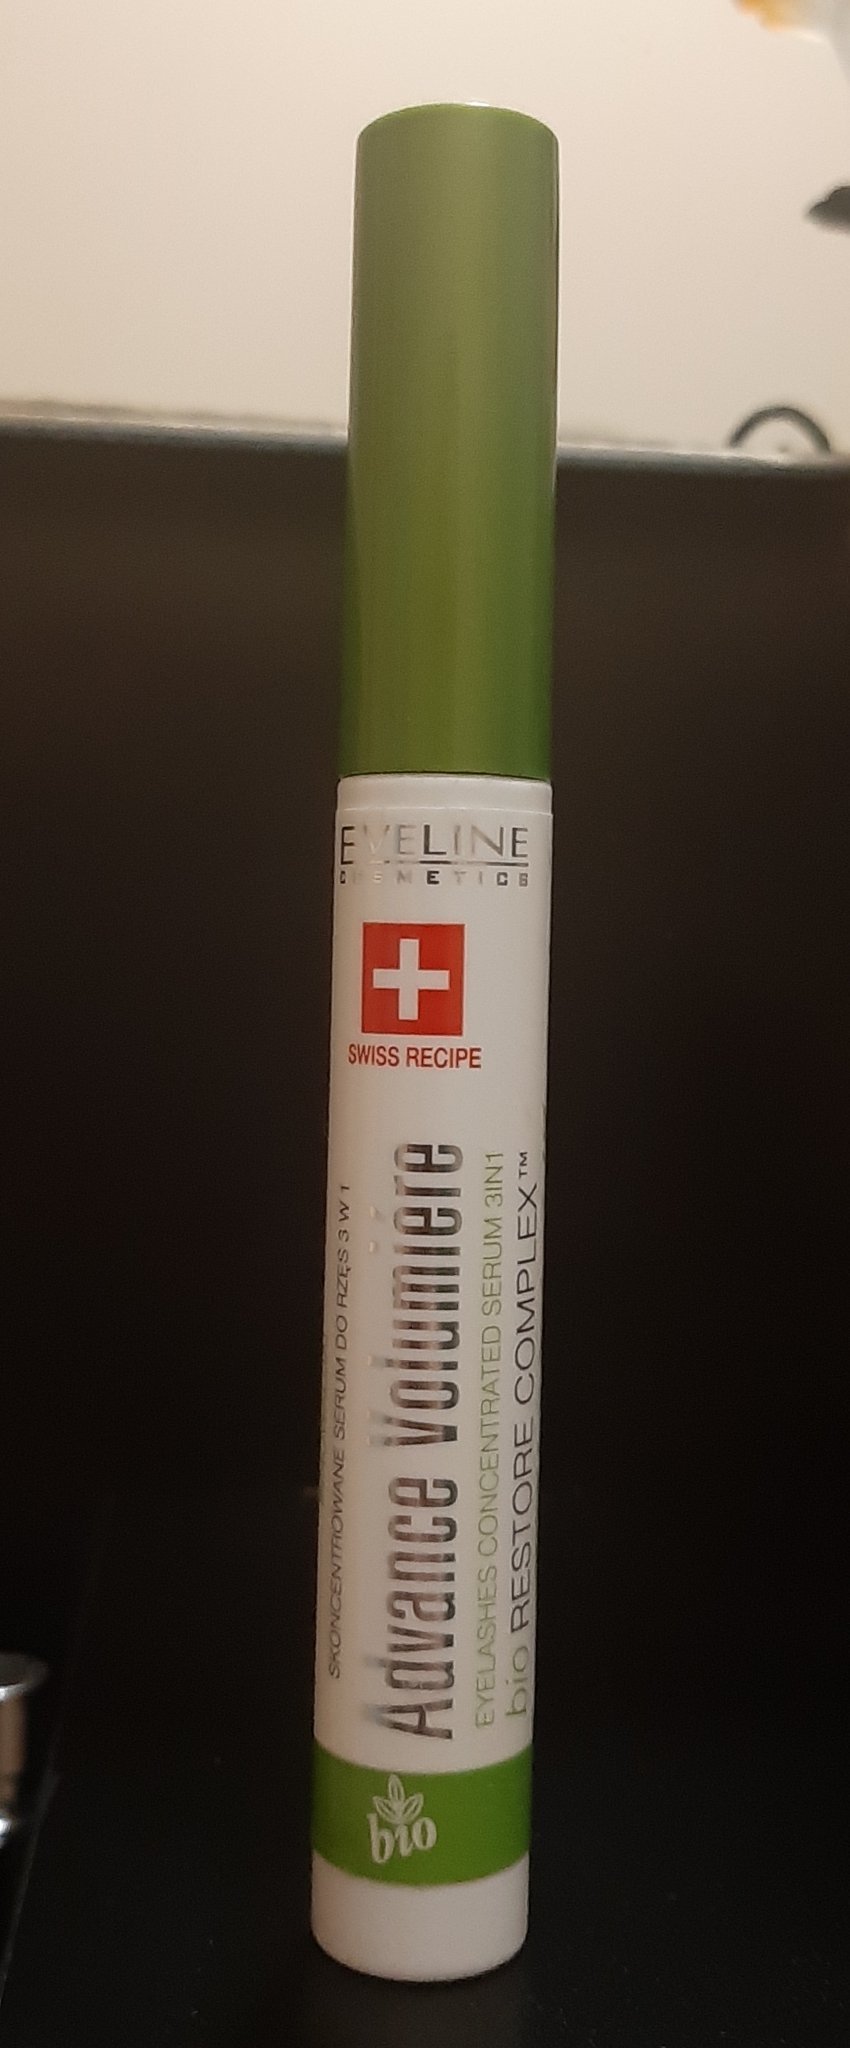 EVELINE
COSMETICS
SWISS RECIPE
SKONCENTROWANE SERUM DO RZĘS 3 W 1
Advance Volumiére
EYELASHES CONCENTRATED SERUM 3IN1
bio RESTORE COMPLEX™
bio